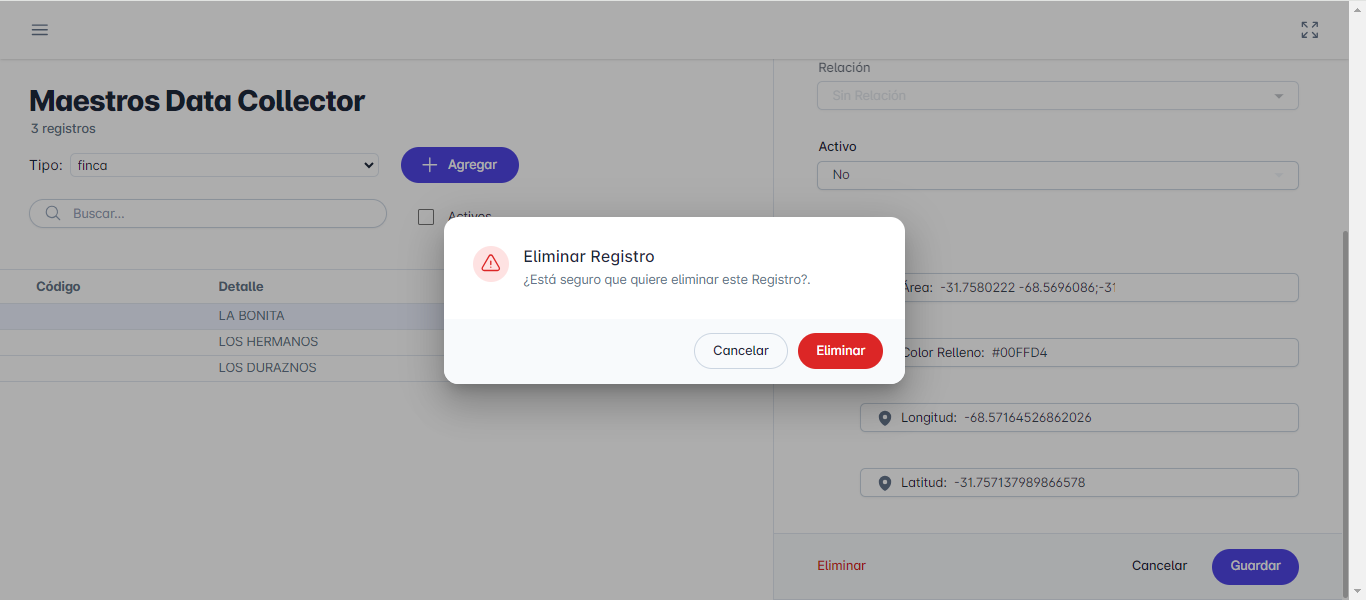 Maestros Data Collector
3 registros
Tipo: finca
Agregar
Buscar...
Activos
Código Detalle
LA BONITA
LOS HERMANOS
LOS DURAZNOS
Relación
Sin Relación
Activo
No
Área: -31.7580222 -68.5696086;-31
Color Relleno: #00FFD4
Longitud: -68.57164526862026
Latitud: -31.757137989866578
Eliminar Cancelar Guardar
Eliminar Registro
¿Está seguro que quiere eliminar este Registro?.
Cancelar Eliminar